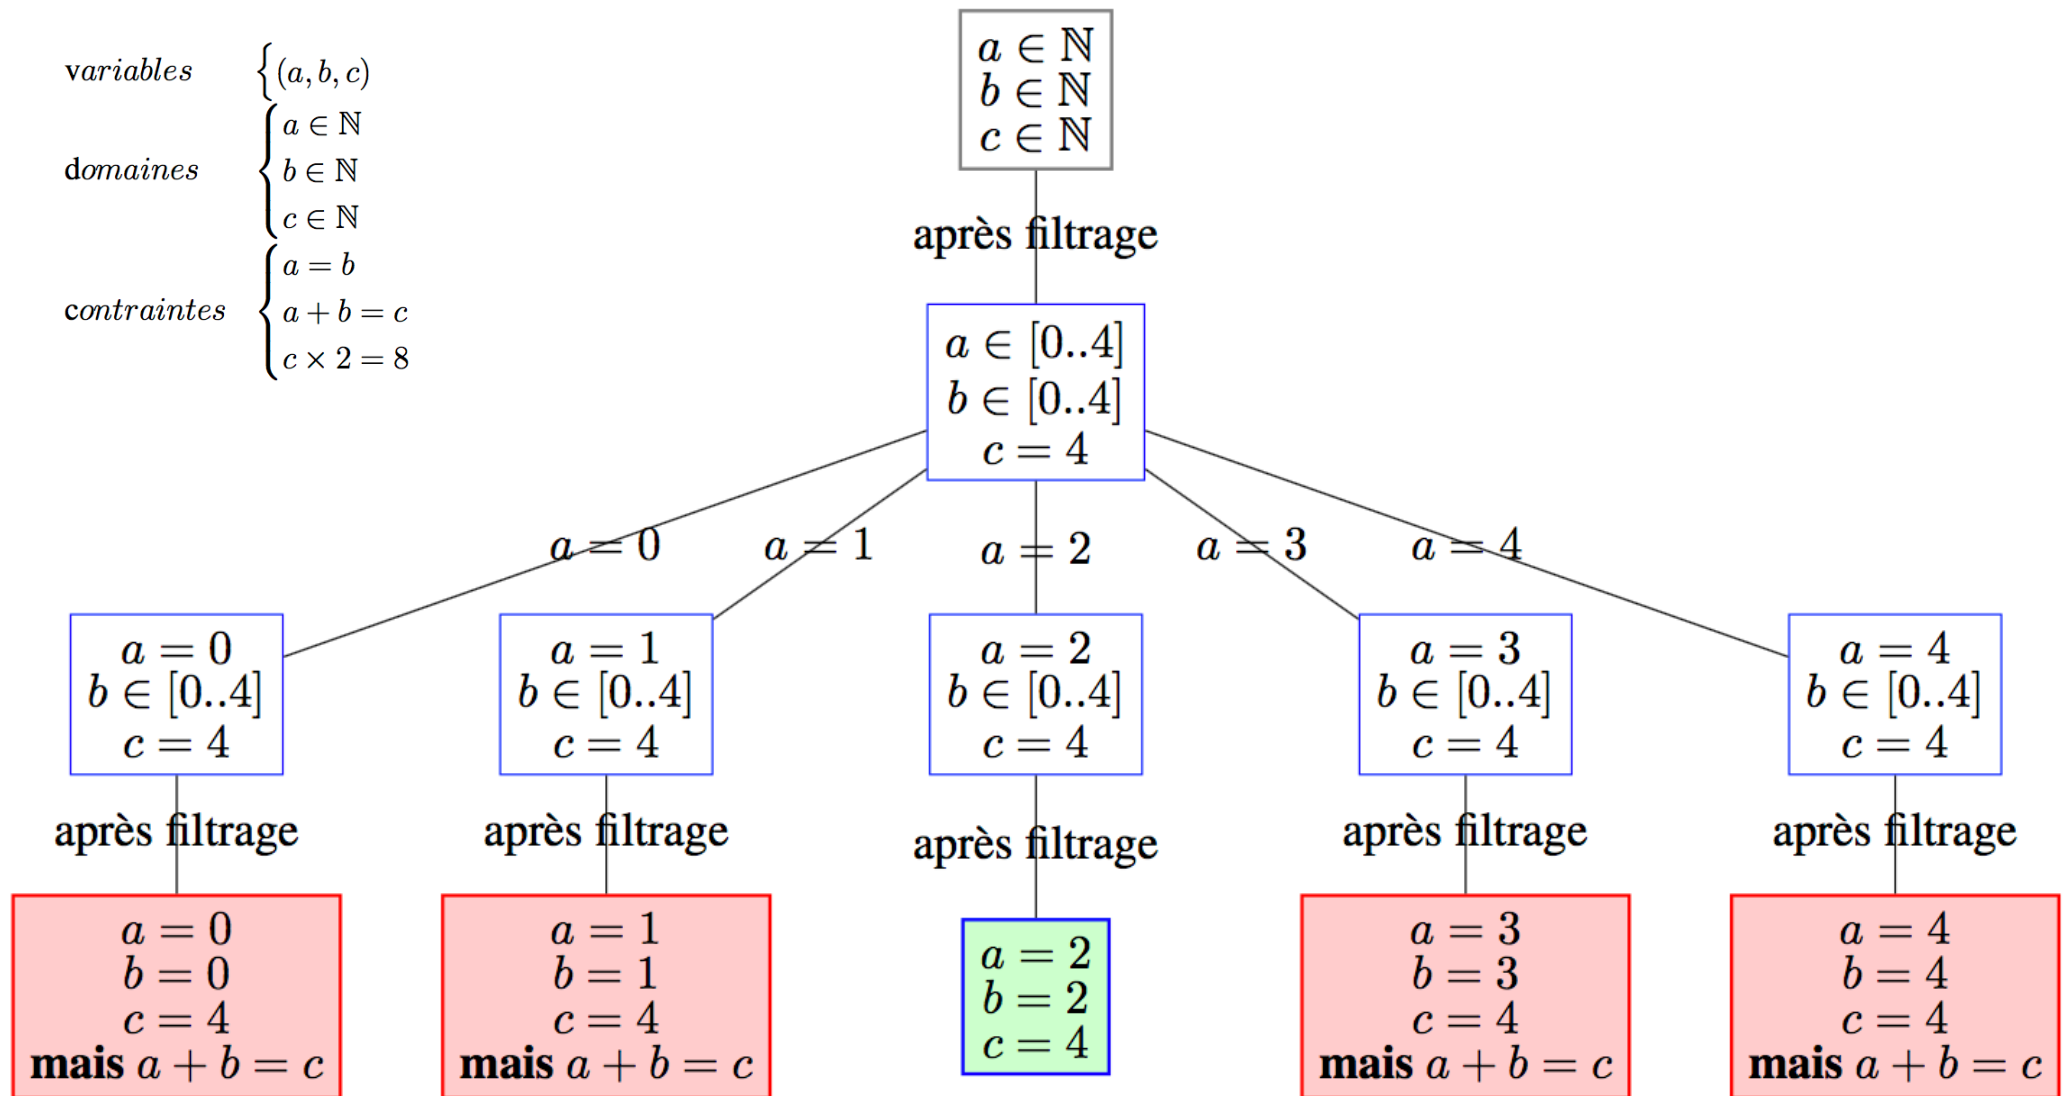 variables {(a, b, c)
domaines { a ∈ ℕ
b ∈ ℕ
c ∈ ℕ
contraintes { a = b
a + b = c
c × 2 = 8
a ∈ ℕ
b ∈ ℕ
c ∈ ℕ
après filtrage
a ∈ [0..4]
b ∈ [0..4]
c = 4
a = 0
a = 1
a = 2
a = 3
a = 4
a = 0
b ∈ [0..4]
c = 4
a = 1
b ∈ [0..4]
c = 4
a = 2
b ∈ [0..4]
c = 4
a = 3
b ∈ [0..4]
c = 4
a = 4
b ∈ [0..4]
c = 4
après filtrage
après filtrage
après filtrage
après filtrage
après filtrage
a = 0
b = 0
c = 4
mais a + b = c
a = 1
b = 1
c = 4
mais a + b = c
a = 2
b = 2
c = 4
a = 3
b = 3
c = 4
mais a + b = c
a = 4
b = 4
c = 4
mais a + b = c